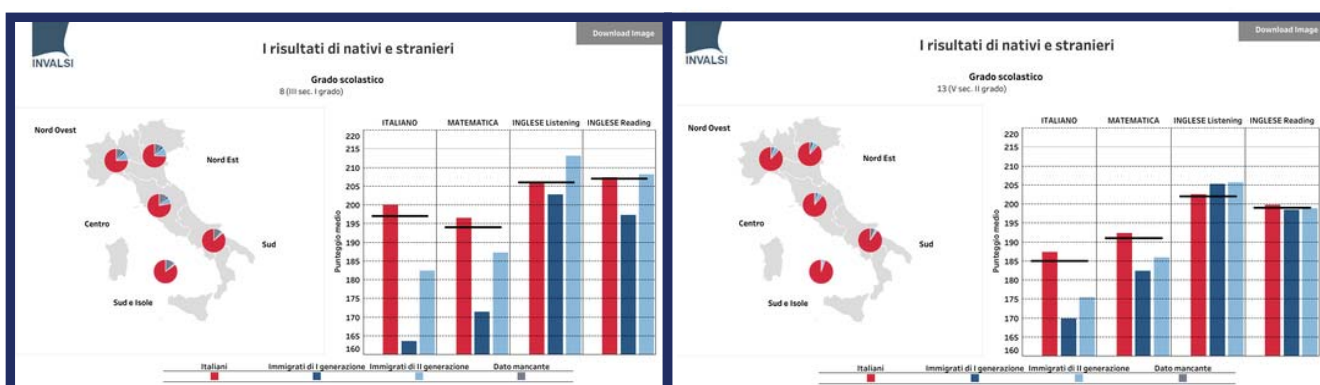 Download Image
INVALSI
I risultati di nativi e stranieri
Grado scolastico
8 (III sec. I grado)
Nord Ovest
Nord Est
Centro
Sud
Sud e Isole
ITALIANO MATEMATICA INGLESE Listening INGLESE Reading
Punteggio medio
220
215
210
205
200
195
190
185
180
175
170
165
160
Italiani Immigrati di I generazione Immigrati di II generazione Dato mancante
Download Image
INVALSI
I risultati di nativi e stranieri
Grado scolastico
13 (V sec. II grado)
Nord Ovest
Nord Est
Centro
Sud
Sud e Isole
ITALIANO MATEMATICA INGLESE Listening INGLESE Reading
Punteggio medio
220
215
210
205
200
195
190
185
180
175
170
165
160
Italiani Immigrati di I generazione Immigrati di II generazione Dato mancante